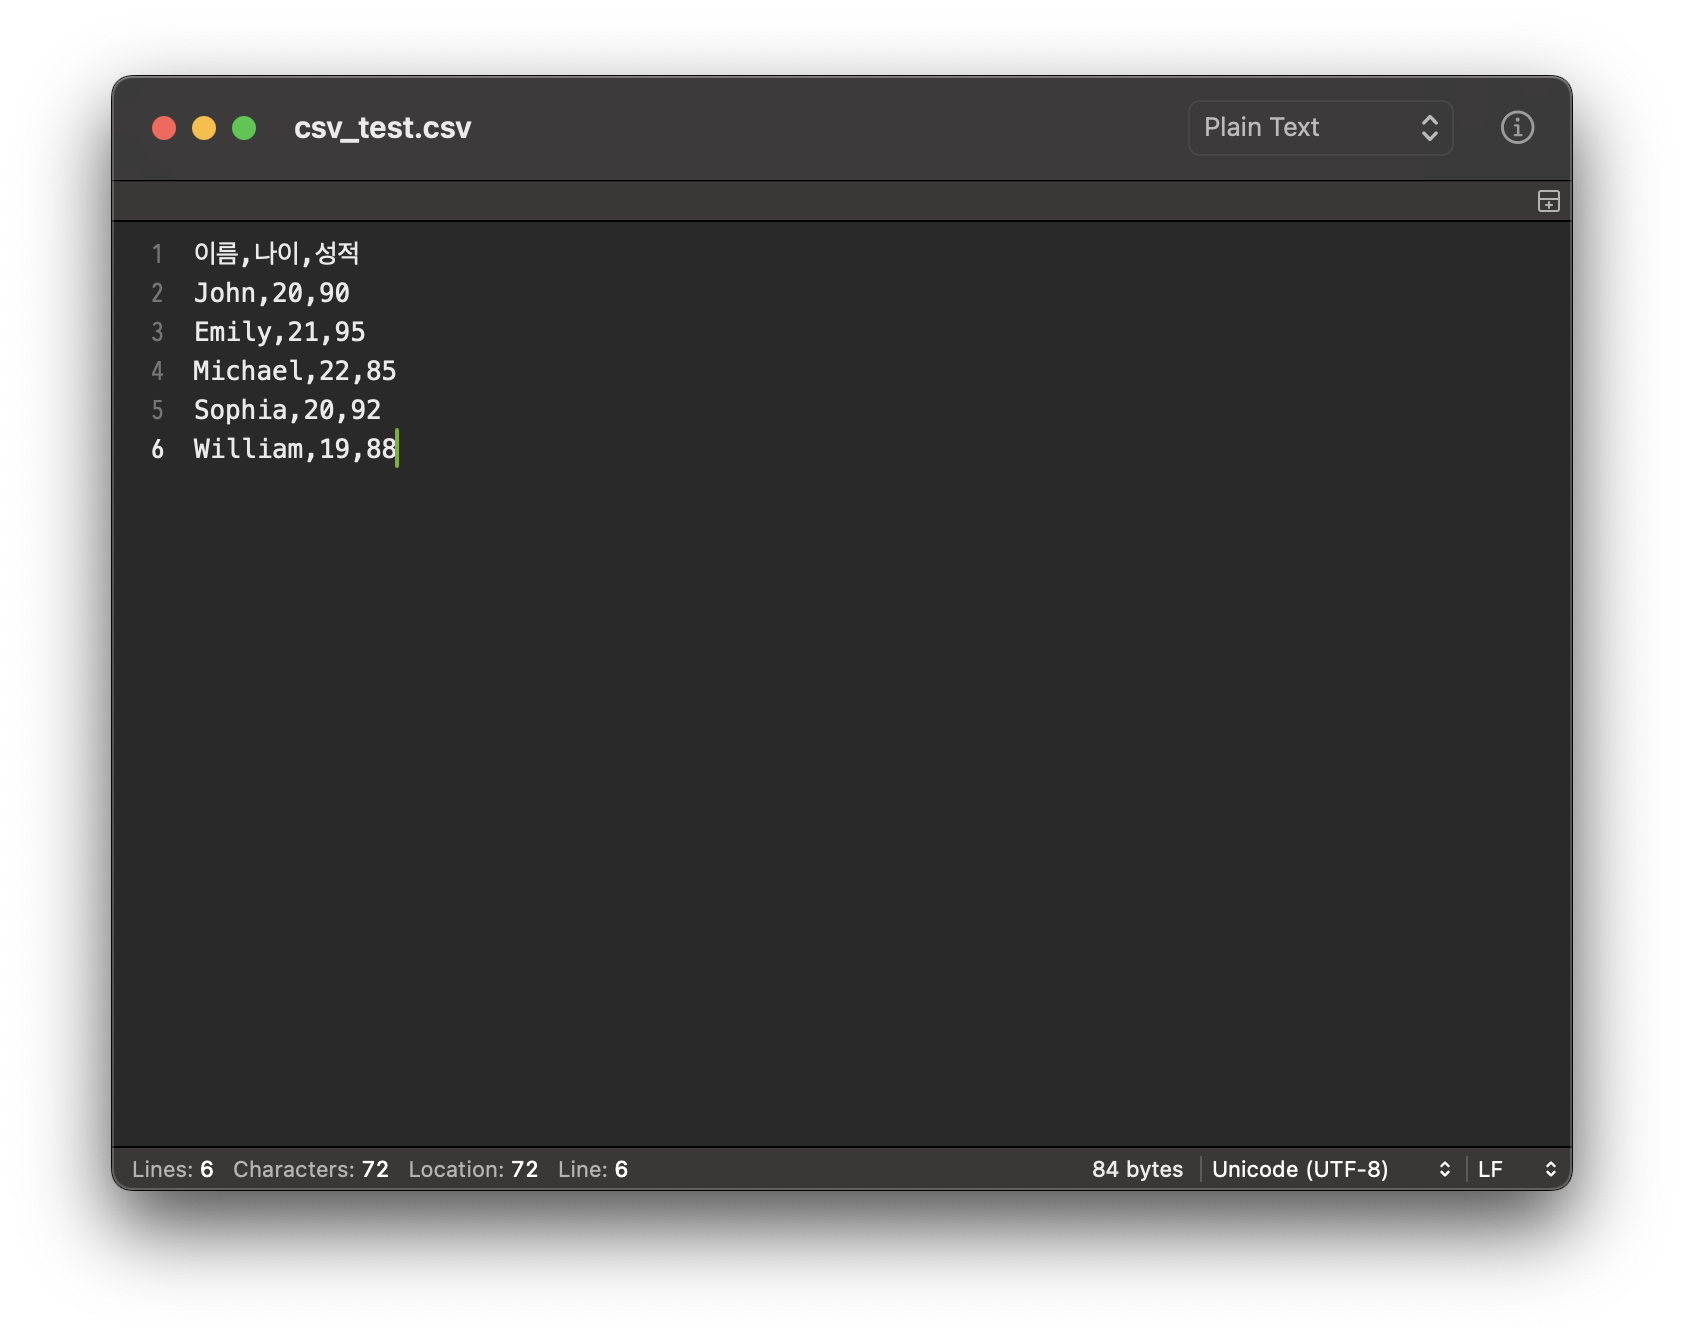 csv_test.csv
Plain Text
1 이름,나이,성적
2 John,20,90
3 Emily,21,95
4 Michael,22,85
5 Sophia,20,92
6 William,19,88
Lines: 6 Characters: 72 Location: 72 Line: 6 84 bytes Unicode (UTF-8) LF